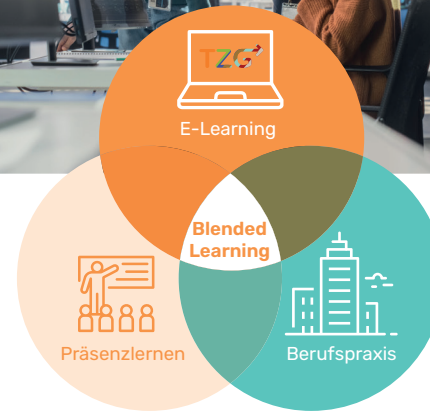 TZG
E-Learning
Blended
Learning
Präsenzlernen
Berufspraxis